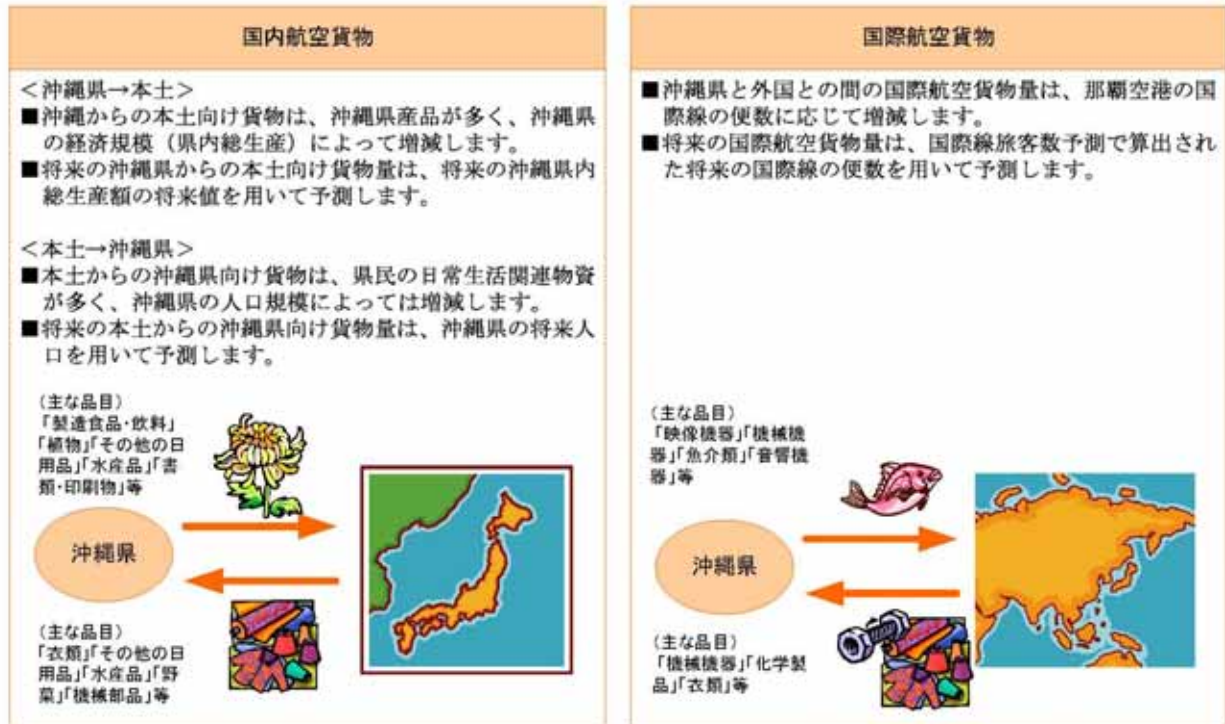 国内航空貨物
＜沖縄県→本土＞
■沖縄からの本土向け貨物は、沖縄県産品が多く、沖縄県
の経済規模（県内総生産）によって増減します。
■将来の沖縄県からの本土向け貨物量は、将来の沖縄県内
総生産額の将来値を用いて予測します。
＜本土→沖縄県＞
■本土からの沖縄県向け貨物は、県民の日常生活関連物資
が多く、沖縄県の人口規模によっては増減します。
■将来の本土からの沖縄県向け貨物量は、沖縄県の将来人
口を用いて予測します。
（主な品目）
「製造食品・飲料」
「植物」「その他の日
用品」「水産品」「書
類・印刷物」等
沖縄県
（主な品目）
「衣類」「その他の日
用品」「水産品」「野
菜」「機械部品」等
国際航空貨物
■沖縄県と外国との間の国際航空貨物量は、那覇空港の国
際線の便数に応じて増減します。
■将来の国際航空貨物量は、国際線旅客数予測で算出され
た将来の国際線の便数を用いて予測します。
（主な品目）
「映像機器」「機械機
器」「魚介類」「音響機
器」等
沖縄県
（主な品目）
「機械機器」「化学製
品」「衣類」等